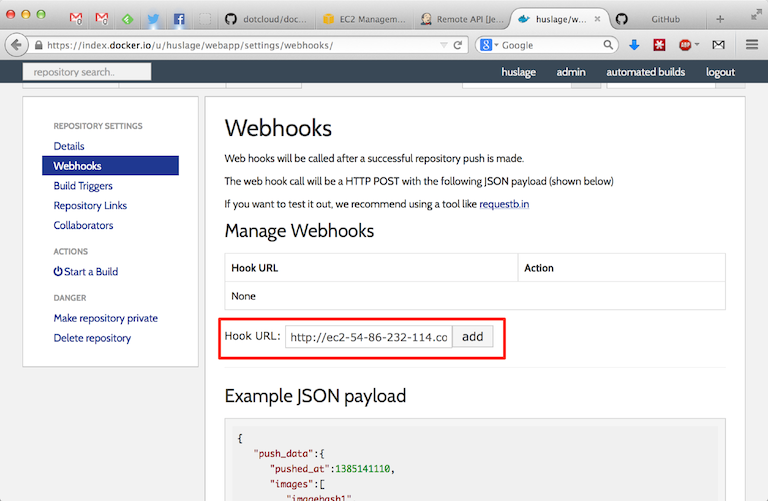 dotcloud/doc...
EC2 Managem...
Remote API [Je...
huslage/w...
GitHub
https://index.docker.io/u/huslage/webapp/settings/webhooks/
Google
repository search..
huslage
admin
automated builds
logout
REPOSITORY SETTINGS
Details
Webhooks
Build Triggers
Repository Links
Collaborators
ACTIONS
Start a Build
DANGER
Make repository private
Delete repository
Webhooks
Web hooks will be called after a successful repository push is made.
The web hook call will be a HTTP POST with the following JSON payload (shown below)
If you want to test it out, we recommend using a tool like requestb.in
Manage Webhooks
Hook URL Action
None
Hook URL: http://ec2-54-86-232-114.co add
Example JSON payload
{
"push_data":{
"pushed_at":1385141110,
"images":[
"imagehash1"